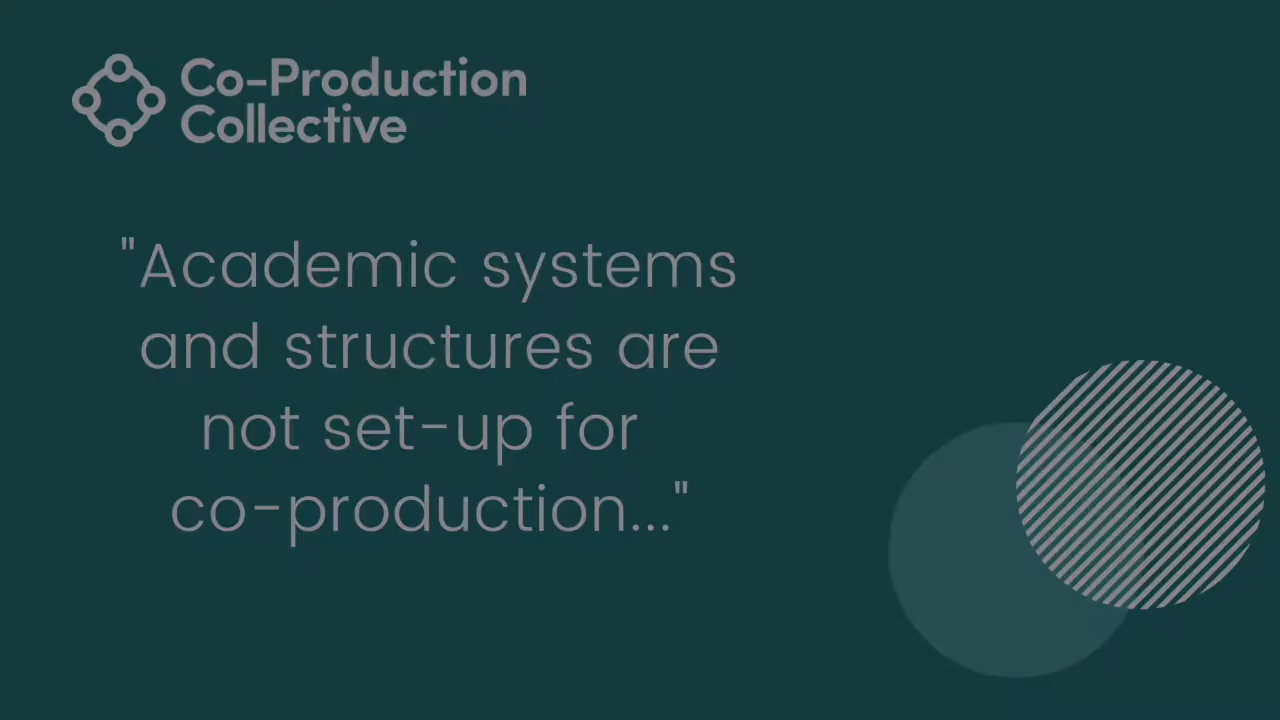 Co-Production
Collective
"Academic systems
and structures are
not set-up for
co-production..."